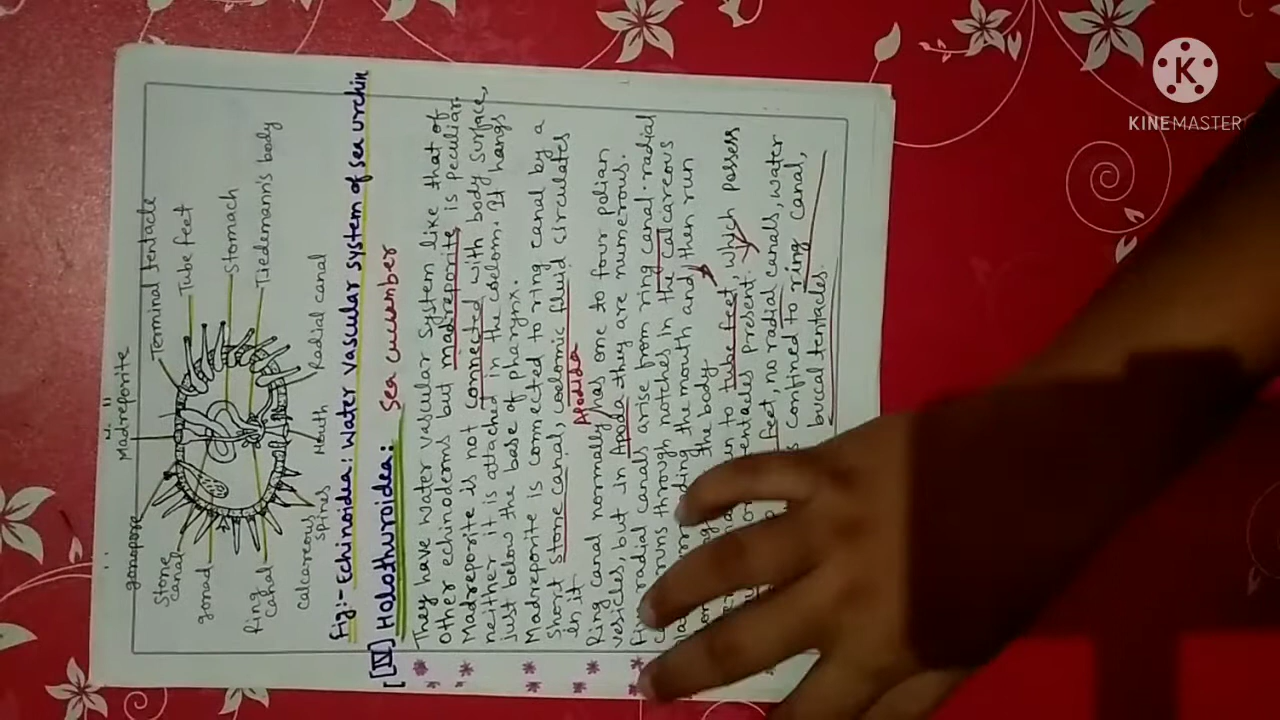 Madreporite
Terminal tentacle
Tube feet
Stomach
Tiedemann's body
Radial canal
Mouth
Calcareous
spines
Ring
canal
gonad
Stone
canal
gonopore
Fig:- Echinoidea: Water vascular system of sea urchin
[IV] Holothuroidea: Sea cucumber
They have water vascular system like that of
other echinoderms but madreporite is peculiar.
Madreporite is not connected with body surface,
neither it is attached in the coelom. It hangs
just below the base of pharynx.
Madreporite is connected to ring canal by a
short stone canal, coelomic fluid circulates
in it. Apodida
Ring canal normally has one to four polian
vesicles, but in Apoda they are numerous.
radial canals arise from ring canal. radial
runs through notches in the calcareous
the mouth and then run
the body.
tube feet, which possess
tentacles present.
feet, no radial canals, water
confined to ring canal,
buccal tentacles.
KINEMASTER